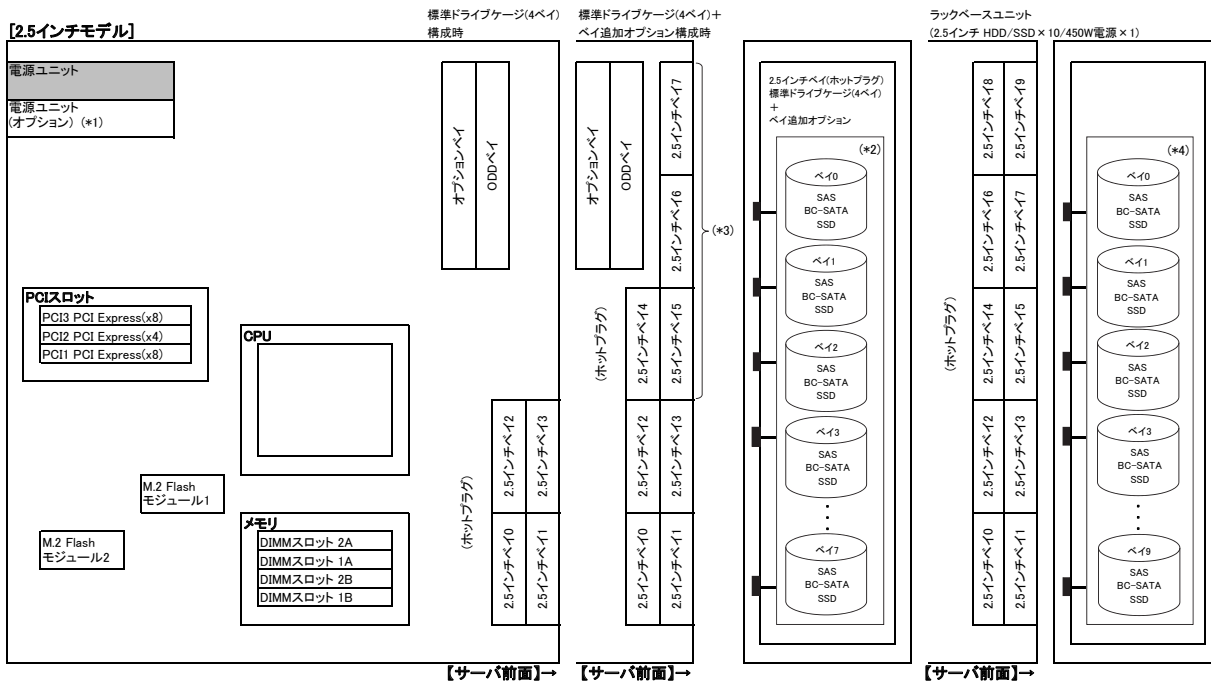 [2.5インチモデル]
標準ドライブケージ(4ベイ)
構成時
標準ドライブケージ(4ベイ)+
ベイ追加オプション構成時
ラックベースユニット
(2.5インチ HDD/SSD×10/450W電源×1)
電源ユニット
電源ユニット
(オプション) (*1)
PCIスロット
PCI3 PCI Express(x8)
PCI2 PCI Express(x4)
PCI1 PCI Express(x8)
CPU
M.2 Flash
モジュール1
M.2 Flash
モジュール2
メモリ
DIMMスロット 2A
DIMMスロット 1A
DIMMスロット 2B
DIMMスロット 1B
オプションベイ
ODDベイ
(ホットプラグ)
2.5インチベイ2
2.5インチベイ3
2.5インチベイ0
2.5インチベイ1
【サーバ前面】→
オプションベイ
ODDベイ
2.5インチベイ7
2.5インチベイ6
(*3)
(ホットプラグ)
2.5インチベイ4
2.5インチベイ5
2.5インチベイ2
2.5インチベイ3
2.5インチベイ0
2.5インチベイ1
【サーバ前面】→
2.5インチベイ(ホットプラグ)
標準ドライブケージ(4ベイ)
+
ベイ追加オプション
(*2)
ベイ0
SAS
BC-SATA
SSD
ベイ1
SAS
BC-SATA
SSD
ベイ2
SAS
BC-SATA
SSD
ベイ3
SAS
BC-SATA
SSD
ベイ7
SAS
BC-SATA
SSD
2.5インチベイ8
2.5インチベイ9
2.5インチベイ6
2.5インチベイ7
(ホットプラグ)
2.5インチベイ4
2.5インチベイ5
2.5インチベイ2
2.5インチベイ3
2.5インチベイ0
2.5インチベイ1
【サーバ前面】→
(*4)
ベイ0
SAS
BC-SATA
SSD
ベイ1
SAS
BC-SATA
SSD
ベイ2
SAS
BC-SATA
SSD
ベイ3
SAS
BC-SATA
SSD
ベイ9
SAS
BC-SATA
SSD